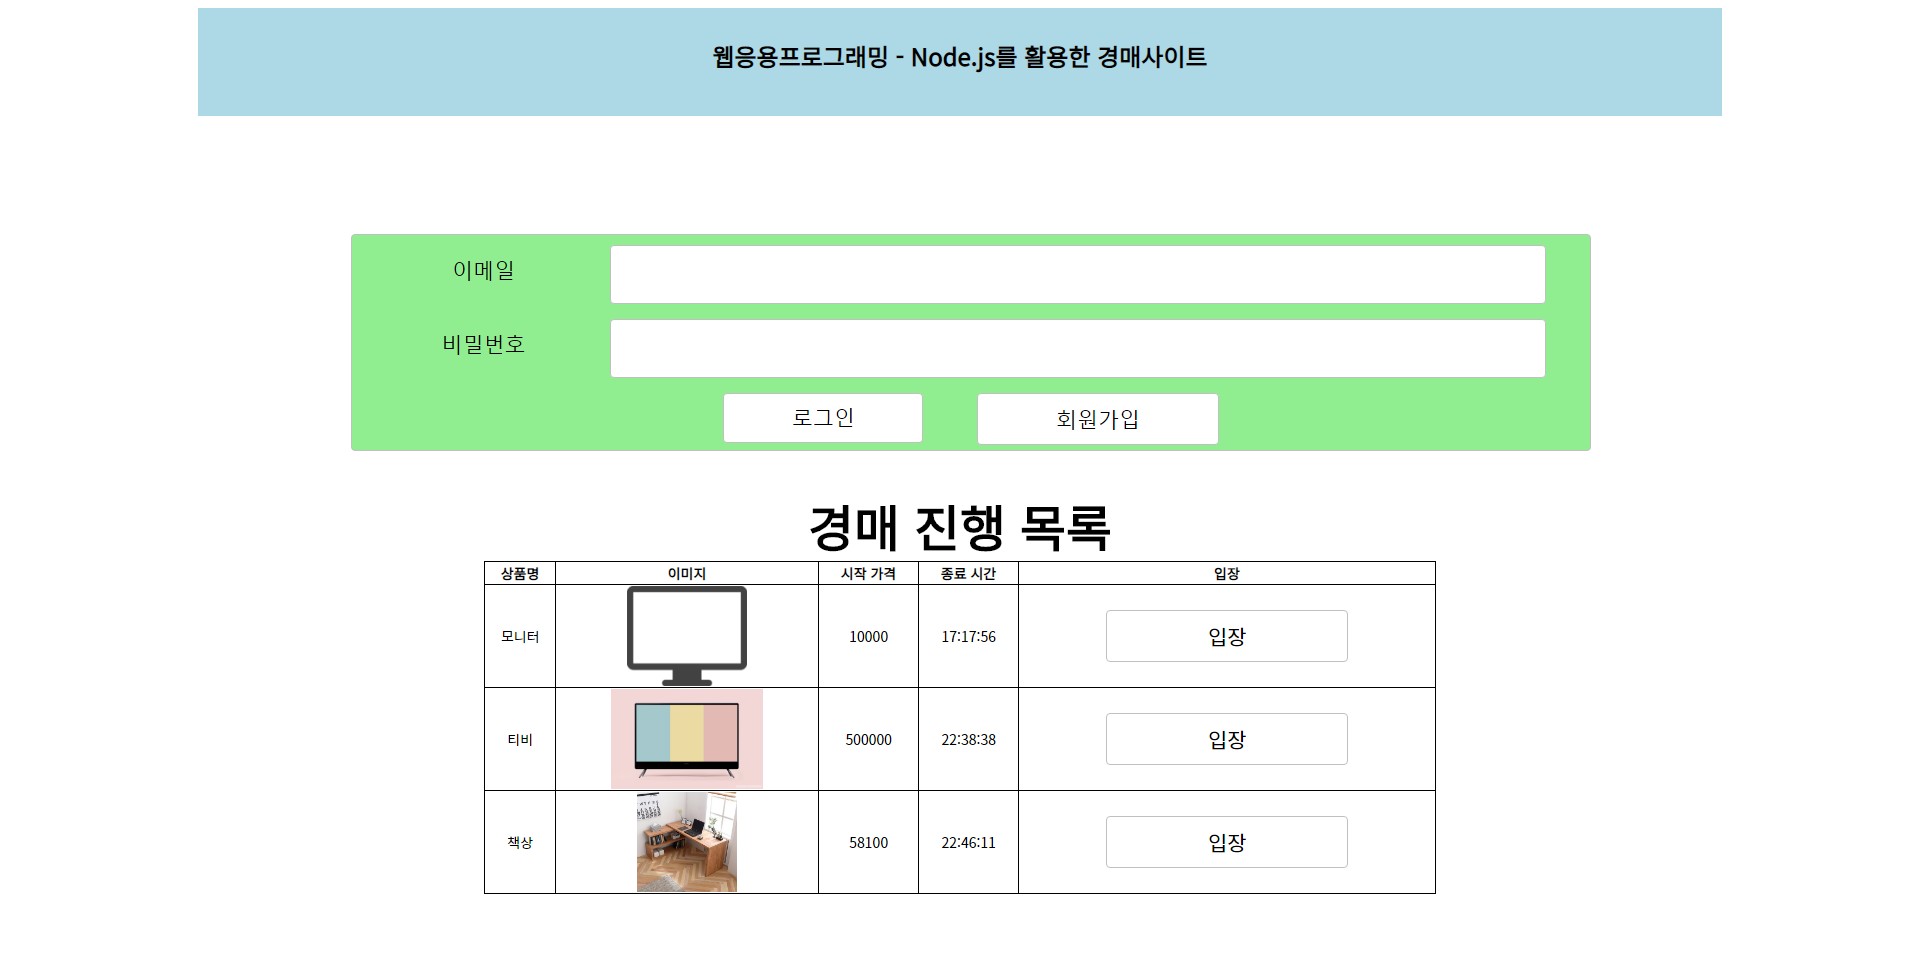 웹응용프로그래밍 - Node.js를 활용한 경매사이트
이메일
비밀번호
로그인 회원가입
경매 진행 목록
상품명 이미지 시작 가격 종료 시간 입장
모니터 10000 17:17:56 입장
티비 500000 22:38:38 입장
책상 58100 22:46:11 입장